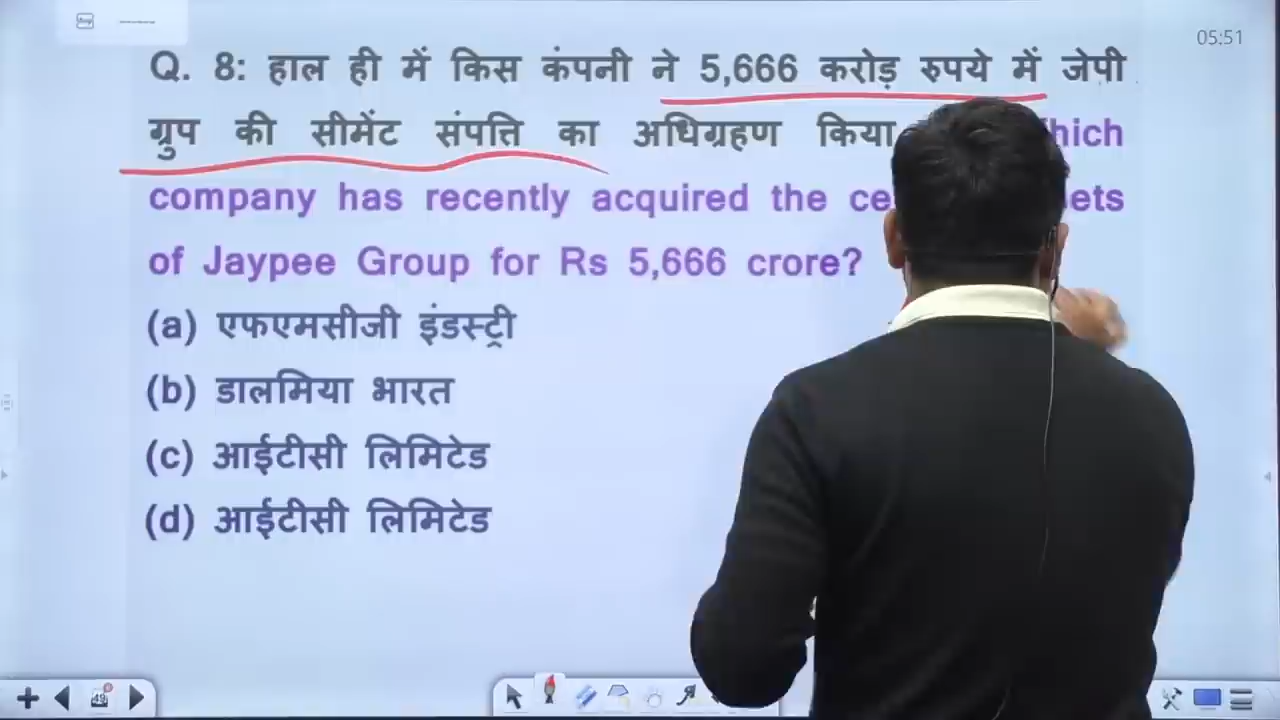 05:51
Q. 8: हाल ही में किस कंपनी ने 5,666 करोड़ रुपये में जेपी
ग्रुप की सीमेंट संपत्ति का अधिग्रहण किया
company has recently acquired the
of Jaypee Group for Rs 5,666 crore?
(a) एफएमसीजी इंडस्ट्री
(b) डालमिया भारत
(c) आईटीसी लिमिटेड
(d) आईटीसी लिमिटेड
49